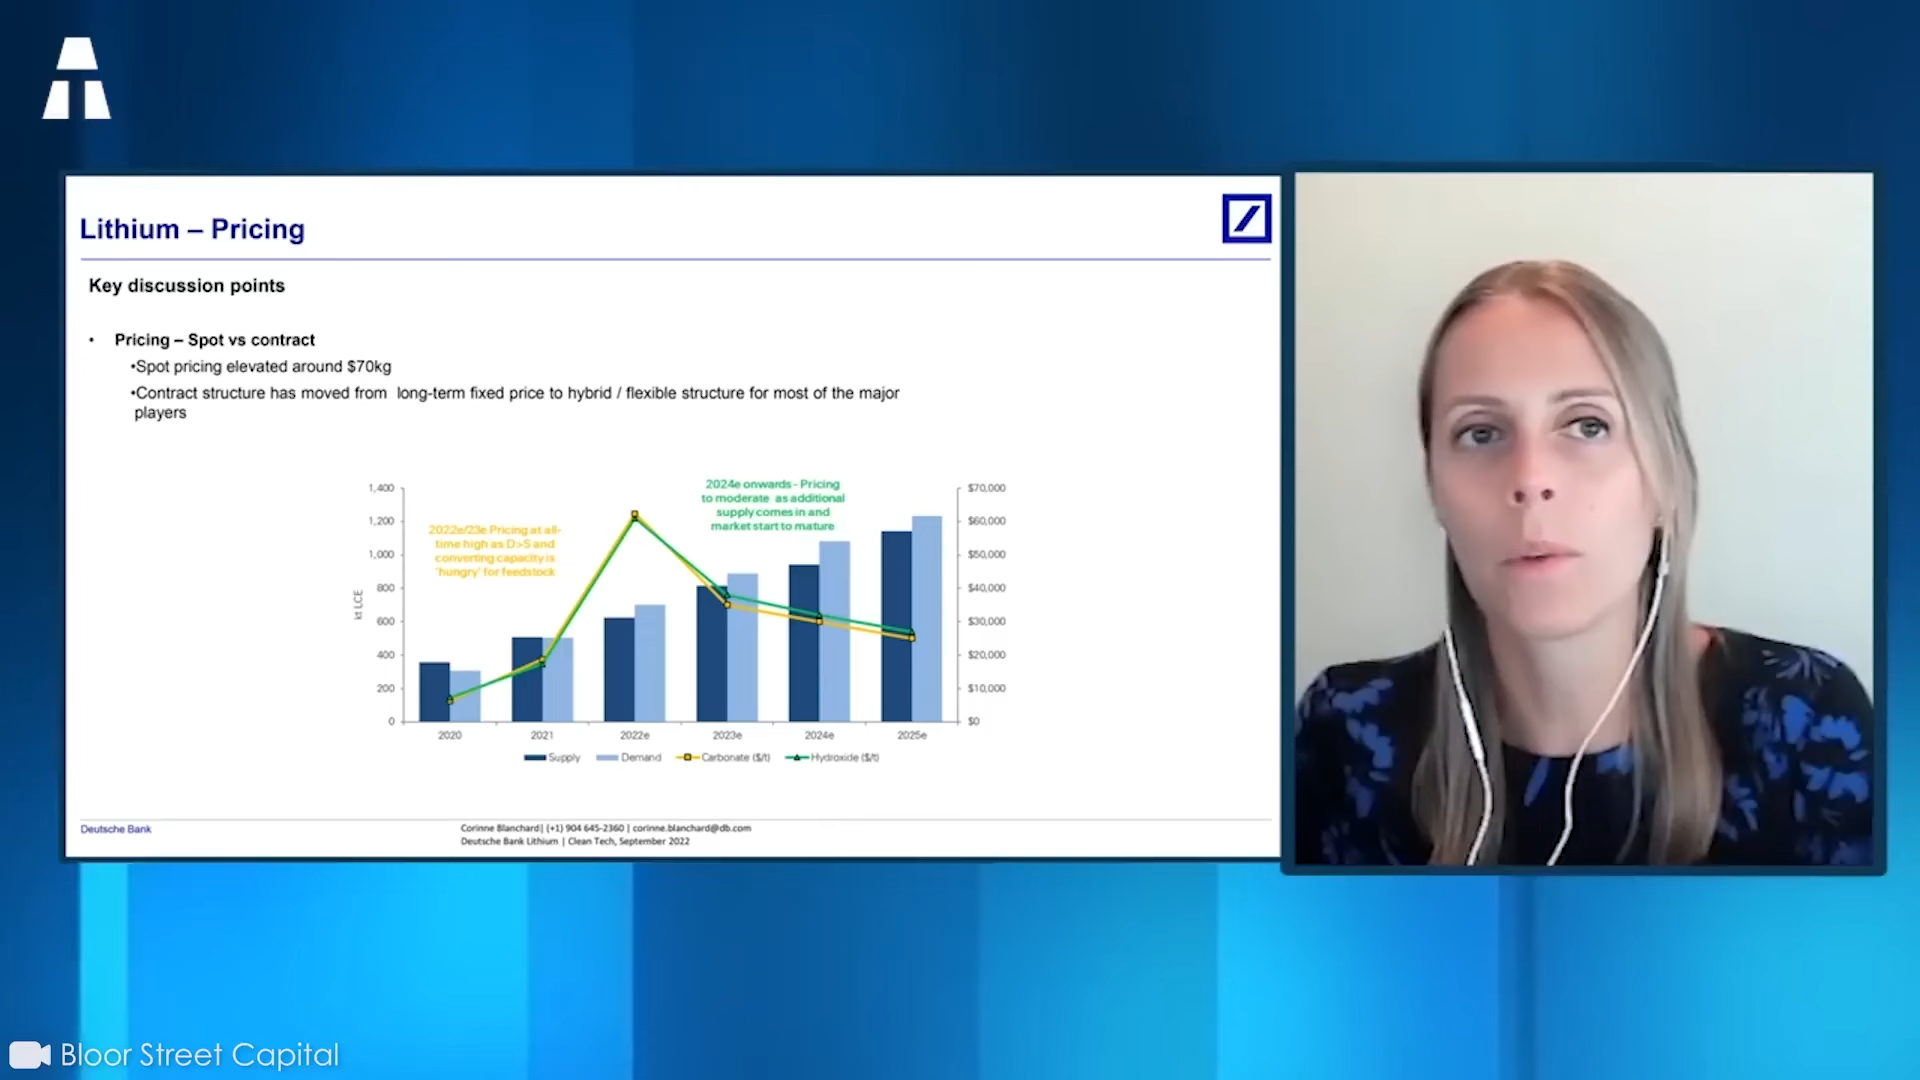 Lithium – Pricing
Key discussion points
• Pricing – Spot vs contract
•Spot pricing elevated around $70kg
•Contract structure has moved from long-term fixed price to hybrid / flexible structure for most of the major
players
2022e/23e Pricing at all-
time high as D>S and
converting capacity is
'hungry' for feedstock
2024e onwards - Pricing
to moderate as additional
supply comes in and
market start to mature
kt LCE
1,400
1,200
1,000
800
600
400
200
0
$70,000
$60,000
$50,000
$40,000
$30,000
$20,000
$10,000
$0
2020 2021 2022e 2023e 2024e 2025e
Supply Demand Carbonate ($/t) Hydroxide ($/t)
Deutsche Bank
Corinne Blanchard| (+1) 904 645-2360 | corinne.blanchard@db.com
Deutsche Bank Lithium | Clean Tech, September 2022
Bloor Street Capital